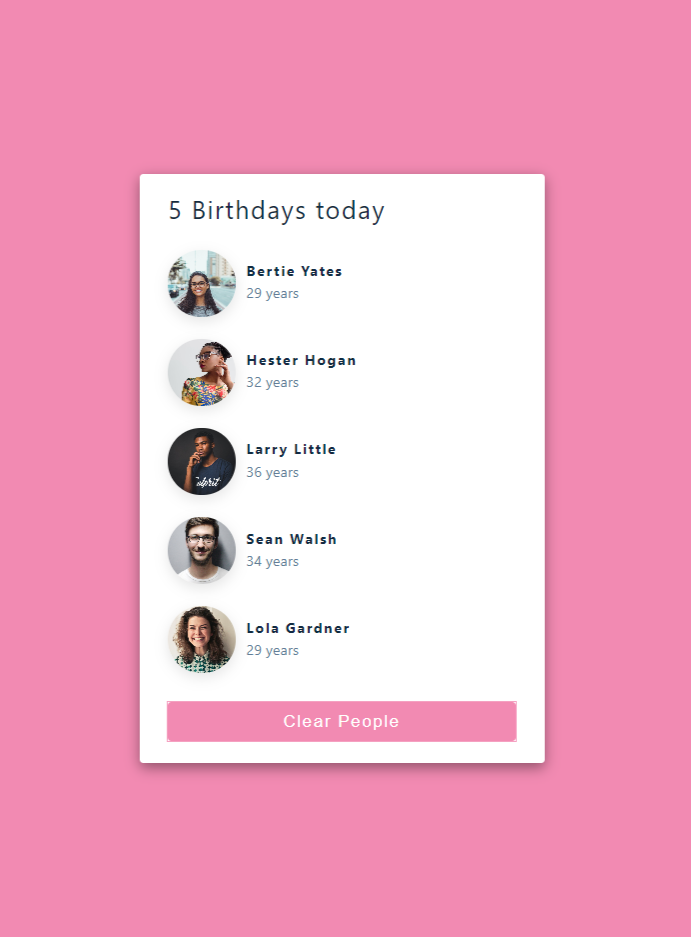 5 Birthdays today
Bertie Yates
29 years
Hester Hogan
32 years
Larry Little
36 years
Sean Walsh
34 years
Lola Gardner
29 years
Clear People